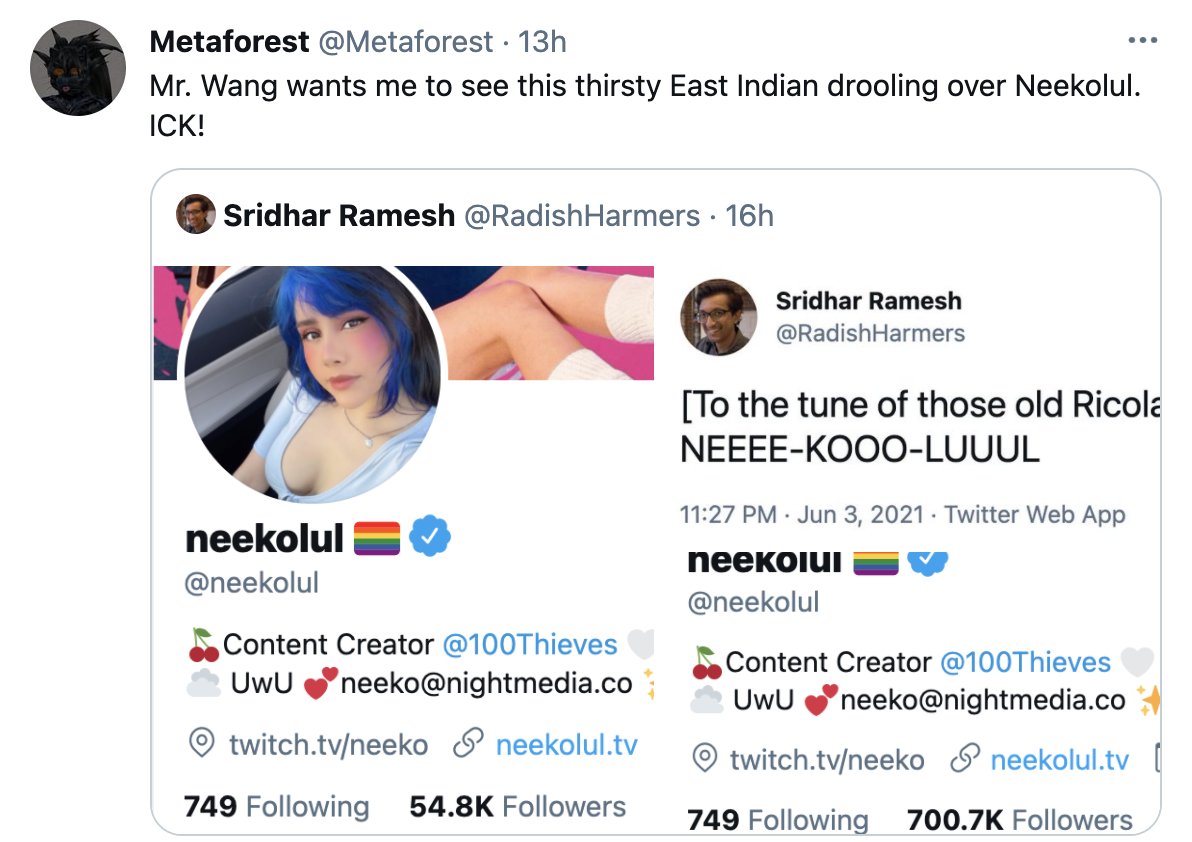 Metaforest @Metaforest · 13h
Mr. Wang wants me to see this thirsty East Indian drooling over Neekolul.
ICK!
Sridhar Ramesh @RadishHarmers · 16h
neekolul
@neekolul
Content Creator @100Thieves
UwU neeko@nightmedia.co
twitch.tv/neeko neekolul.tv
749 Following 54.8K Followers
Sridhar Ramesh
@RadishHarmers
[To the tune of those old Ricola
NEEEE-KOOO-LUUUL
11:27 PM · Jun 3, 2021 · Twitter Web App
neekolul
@neekolul
Content Creator @100Thieves
UwU neeko@nightmedia.co
twitch.tv/neeko neekolul.tv
749 Following 700.7K Followers